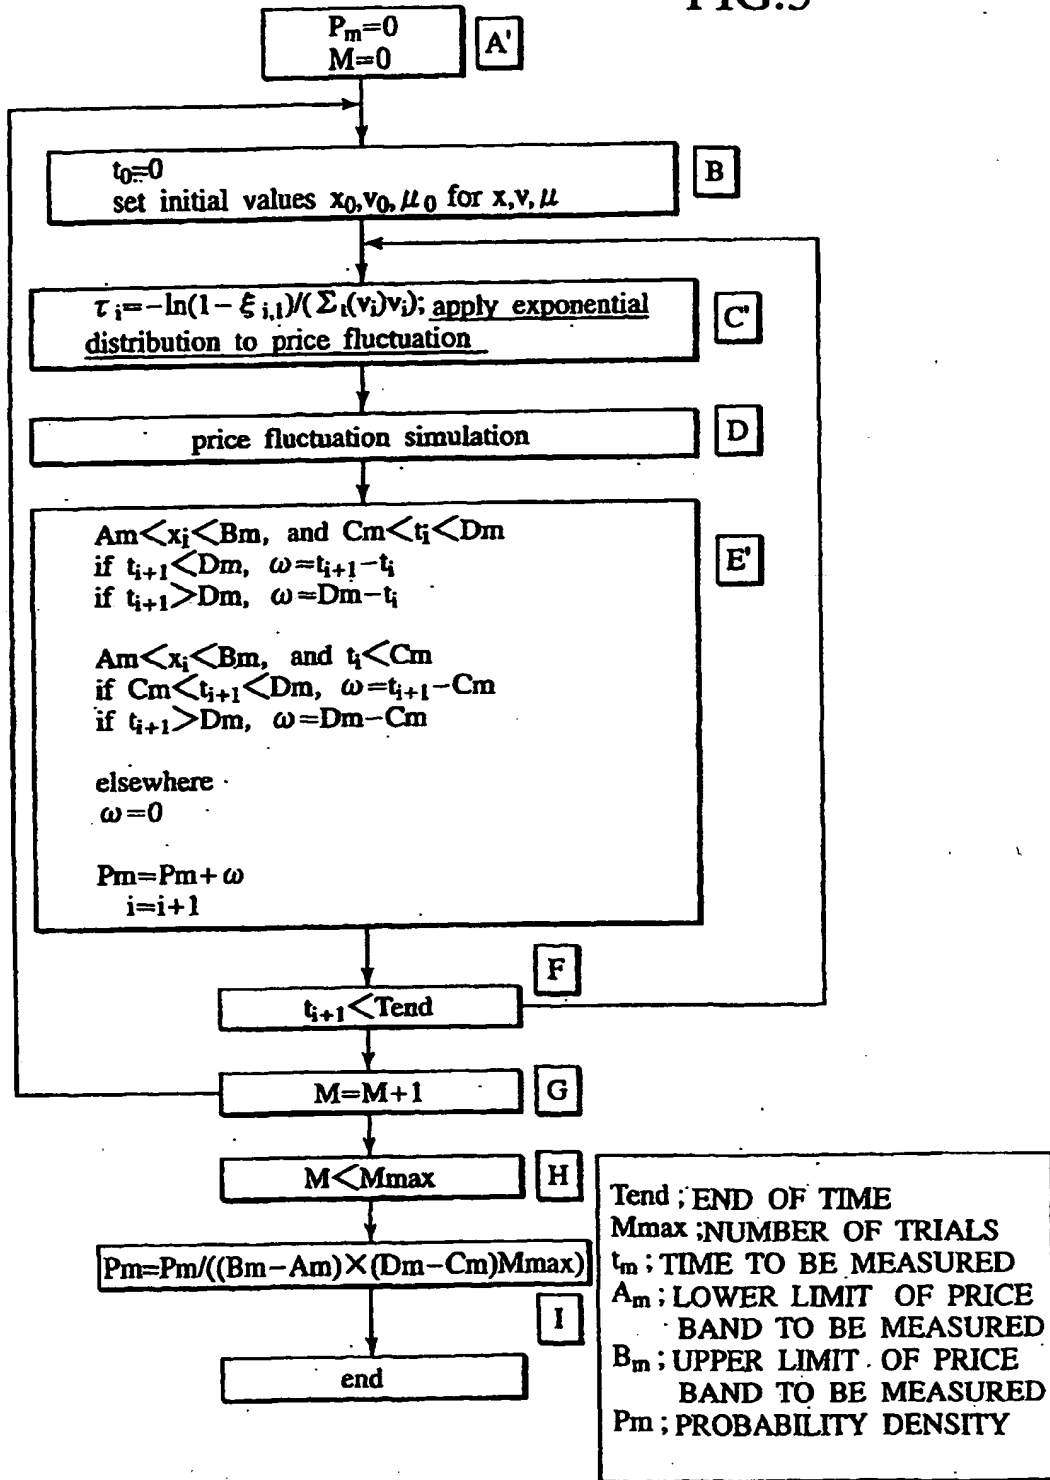 FIG.5
Pm=0
M=0
A'
t0=0
set initial values x0,v0,μ0 for x,v,μ
B
τi=-ln(1-ξi,1)/(Σt(vi)vi); apply exponential
distribution to price fluctuation
C'
price fluctuation simulation
D
Am<xi<Bm, and Cm<ti<Dm
if ti+1<Dm, ω=ti+1-ti
if ti+1>Dm, ω=Dm-ti
Am<xi<Bm, and ti<Cm
if Cm<ti+1<Dm, ω=ti+1-Cm
if ti+1>Dm, ω=Dm-Cm
elsewhere
ω=0
Pm=Pm+ω
i=i+1
E'
F
ti+1<Tend
M=M+1
G
M<Mmax
H
Pm=Pm/((Bm-Am)×(Dm-Cm)Mmax)
I
end
Tend ; END OF TIME
Mmax ; NUMBER OF TRIALS
tm ; TIME TO BE MEASURED
Am ; LOWER LIMIT OF PRICE
BAND TO BE MEASURED
Bm ; UPPER LIMIT OF PRICE
BAND TO BE MEASURED
Pm ; PROBABILITY DENSITY